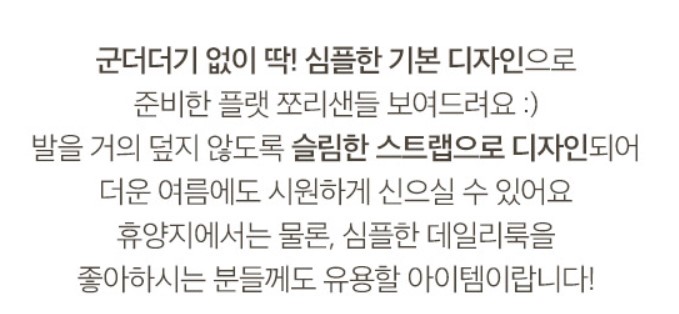 군더더기 없이 딱! 심플한 기본 디자인으로
준비한 플랫 쪼리샌들 보여드려요 :)
발을 거의 덮지 않도록 슬림한 스트랩으로 디자인되어
더운 여름에도 시원하게 신으실 수 있어요
휴양지에서는 물론, 심플한 데일리룩을
좋아하시는 분들께도 유용할 아이템이랍니다!